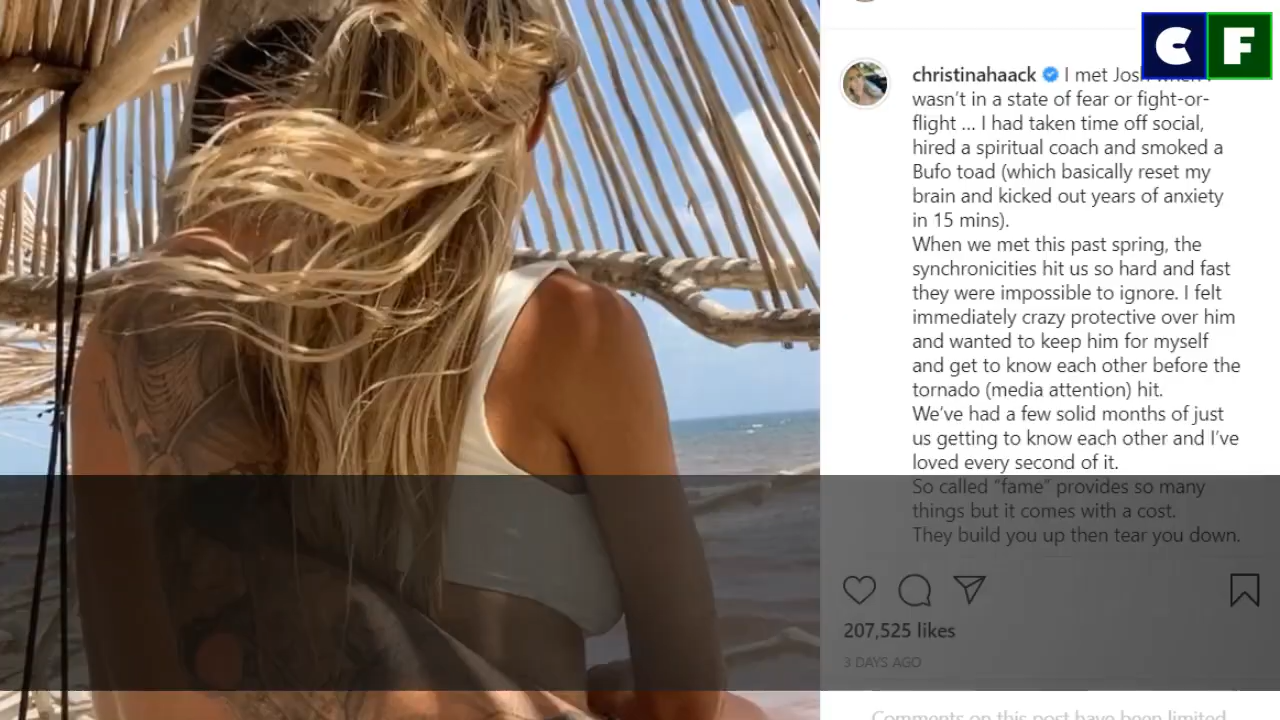 CF
christinahaack I met Josh when I
wasn't in a state of fear or fight-or-
flight ... I had taken time off social,
hired a spiritual coach and smoked a
Bufo toad (which basically reset my
brain and kicked out years of anxiety
in 15 mins).
When we met this past spring, the
synchronicities hit us so hard and fast
they were impossible to ignore. I felt
immediately crazy protective over him
and wanted to keep him for myself
and get to know each other before the
tornado (media attention) hit.
We've had a few solid months of just
us getting to know each other and I've
loved every second of it.
So called "fame" provides so many
things but it comes with a cost.
They build you up then tear you down.
207,525 likes
3 DAYS AGO
Comments on this post have been limited